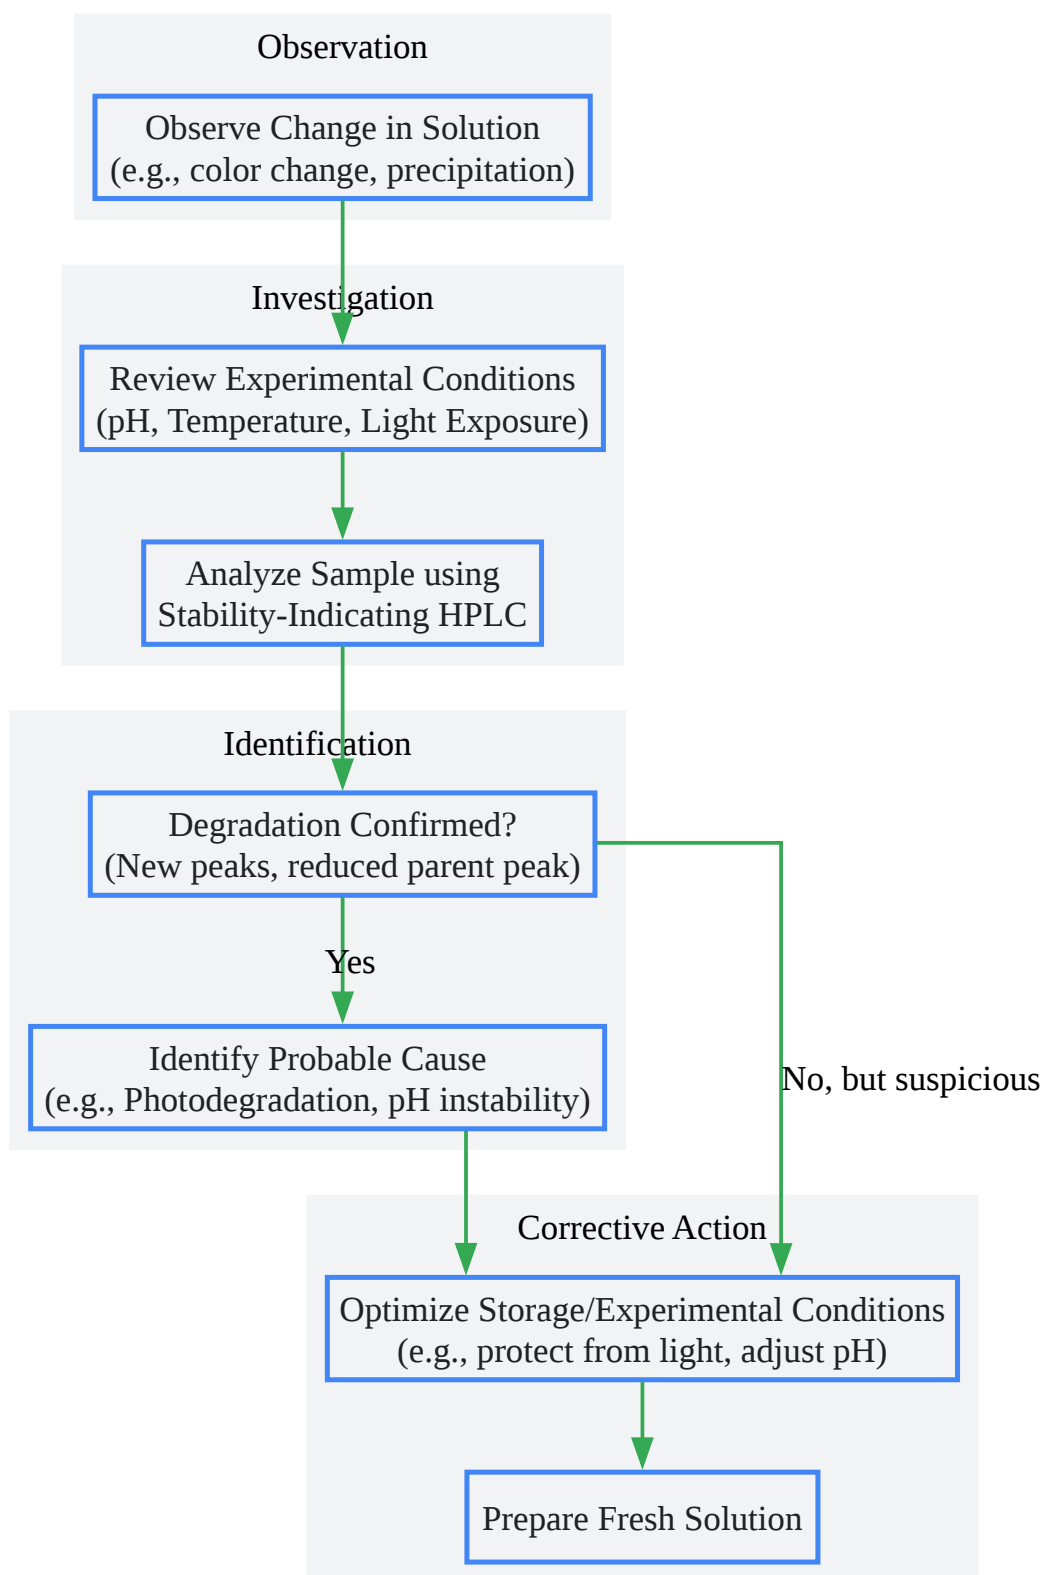 Observation
Observe Change in Solution
(e.g., color change, precipitation)
Investigation
Review Experimental Conditions
(pH, Temperature, Light Exposure)
Analyze Sample using
Stability-Indicating HPLC
Identification
Degradation Confirmed?
(New peaks, reduced parent peak)
Yes
Identify Probable Cause
(e.g., Photodegradation, pH instability)
No, but suspicious
Corrective Action
Optimize Storage/Experimental Conditions
(e.g., protect from light, adjust pH)
Prepare Fresh Solution